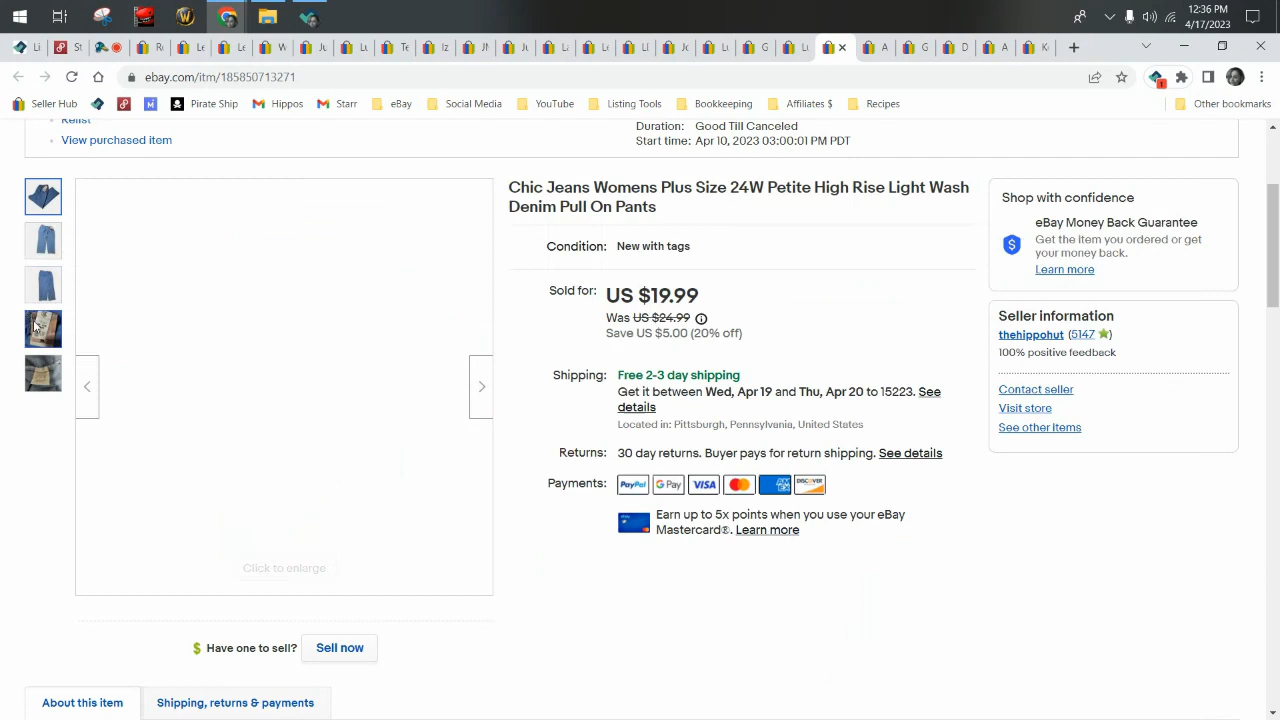 12:36 PM
4/17/2023
ebay.com/itm/185850713271
Seller Hub
Pirate Ship
Hippos
Starr
eBay
Social Media
YouTube
Listing Tools
Bookkeeping
Affiliates $
Recipes
Other bookmarks
Relist
View purchased item
Duration: Good Till Canceled
Start time: Apr 10, 2023 03:00:01 PM PDT
Chic Jeans Womens Plus Size 24W Petite High Rise Light Wash
Denim Pull On Pants
Condition: New with tags
Sold for: US $19.99
Was US $24.99
Save US $5.00 (20% off)
Shipping: Free 2-3 day shipping
Get it between Wed, Apr 19 and Thu, Apr 20 to 15223. See
details
Located in: Pittsburgh, Pennsylvania, United States
Returns: 30 day returns. Buyer pays for return shipping. See details
Payments: PayPal G Pay VISA DISCOVER
Earn up to 5x points when you use your eBay
Mastercard®. Learn more
Click to enlarge
Have one to sell? Sell now
About this item
Shipping, returns & payments
Shop with confidence
eBay Money Back Guarantee
Get the item you ordered or get
your money back.
Learn more
Seller information
thehippohut (5147)
100% positive feedback
Contact seller
Visit store
See other items